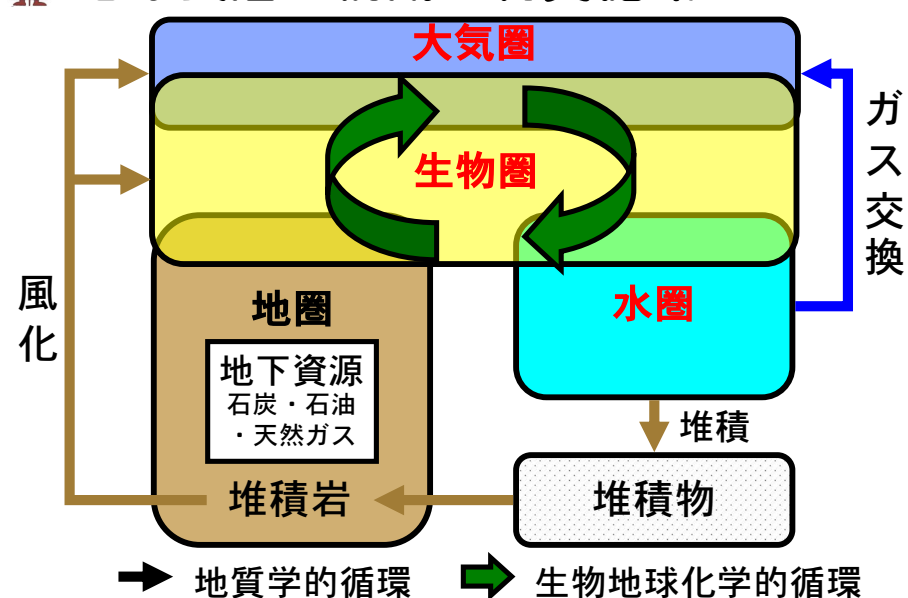 大気圏
生物圏
ガス交換
風化
地圏
水圏
地下資源
石炭・石油
・天然ガス
堆積
堆積岩
堆積物
地質学的循環
生物地球化学的循環